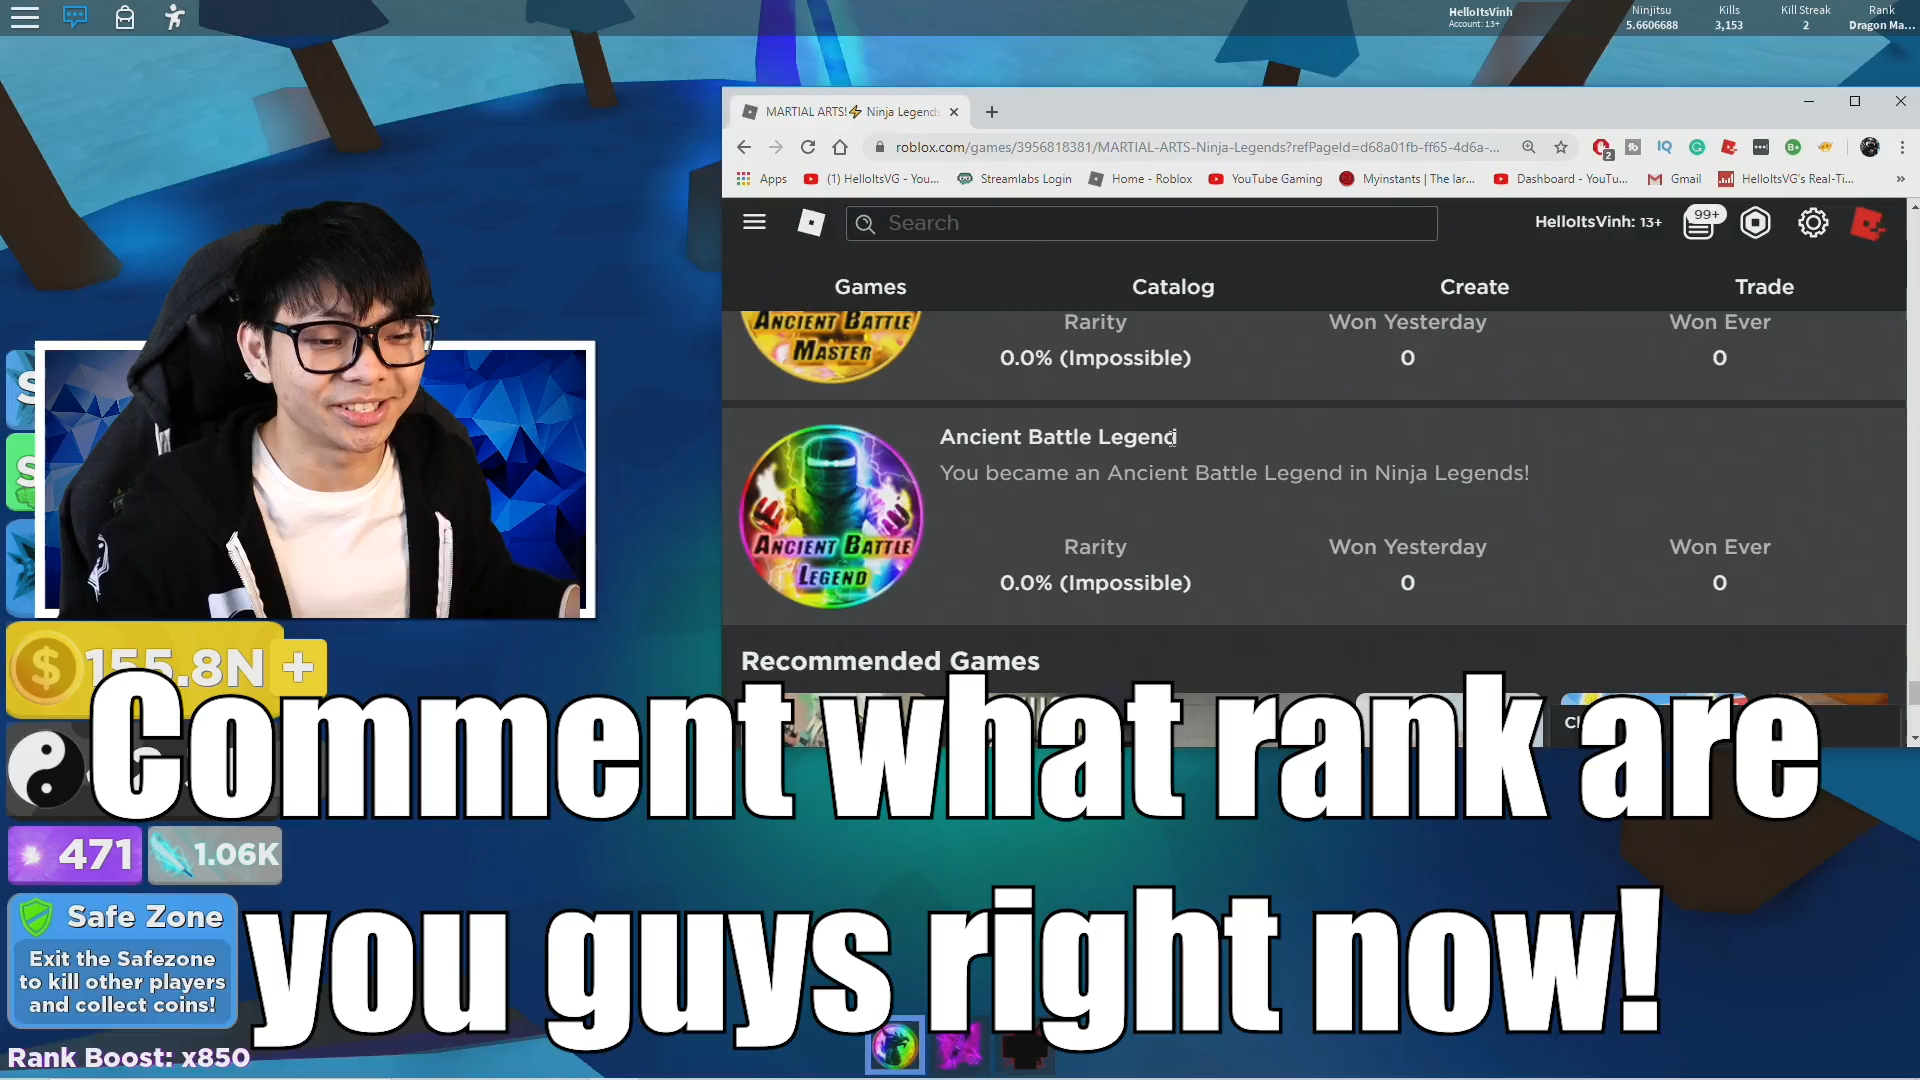 HelloItsVinh
Account: 13+
Ninjitsu
5.6606688
Kills
3,153
Kill Streak
2
Rank
Dragon Ma...
MARTIAL ARTS!⚡ Ninja Legends
roblox.com/games/3956818381/MARTIAL-ARTS-Ninja-Legends?refPageId=d68a01fb-ff65-4d6a-...
2
Apps
(1) HelloItsVG - You...
Streamlabs Login
Home - Roblox
YouTube Gaming
Myinstants | The lar...
Dashboard - YouTu...
Gmail
HelloItsVG's Real-Ti...
Search
HelloItsVinh: 13+
99+
Games
Catalog
Create
Trade
ANCIENT BATTLE
MASTER
Rarity
Won Yesterday
Won Ever
0.0% (Impossible)
0
0
Ancient Battle Legend
You became an Ancient Battle Legend in Ninja Legends!
ANCIENT BATTLE
LEGEND
Rarity
Won Yesterday
Won Ever
0.0% (Impossible)
0
0
Recommended Games
155.8N +
Comment what rank are
you guys right now!
471
1.06K
Safe Zone
Exit the Safezone
to kill other players
and collect coins!
Rank Boost: x850